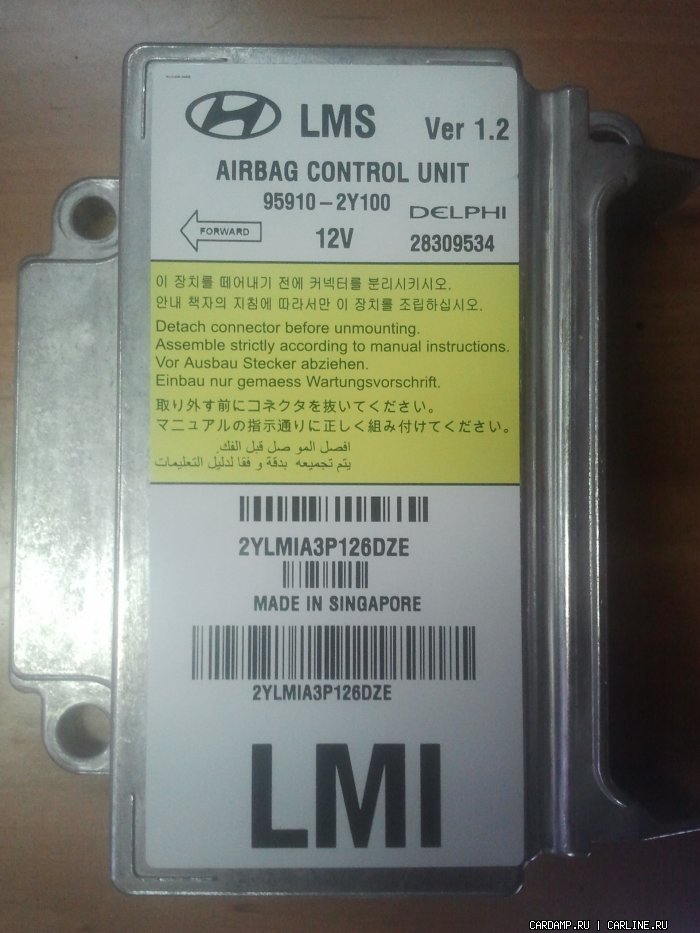 LMS
Ver 1.2
AIRBAG CONTROL UNIT
95910-2Y100
DELPHI
FORWARD
12V
28309534
이 장치를 떼어내기 전에 커넥터를 분리시키시오.
안내 책자의 지침에 따라서만 이 장치를 조립하십시오.
Detach connector before unmounting.
Assemble strictly according to manual instructions.
Vor Ausbau Stecker abziehen.
Einbau nur gemaess Wartungsvorschrift.
取り外す前にコネクタを抜いてください。
マニュアルの指示通りに正しく組み付けてください。
افصل المو صل قبل الفك.
يتم تجميعه بدقة و فقا لدليل التعليمات
2YLMIA3P126DZE
MADE IN SINGAPORE
2YLMIA3P126DZE
LMI
CARDAMP.RU | CARLINE.RU